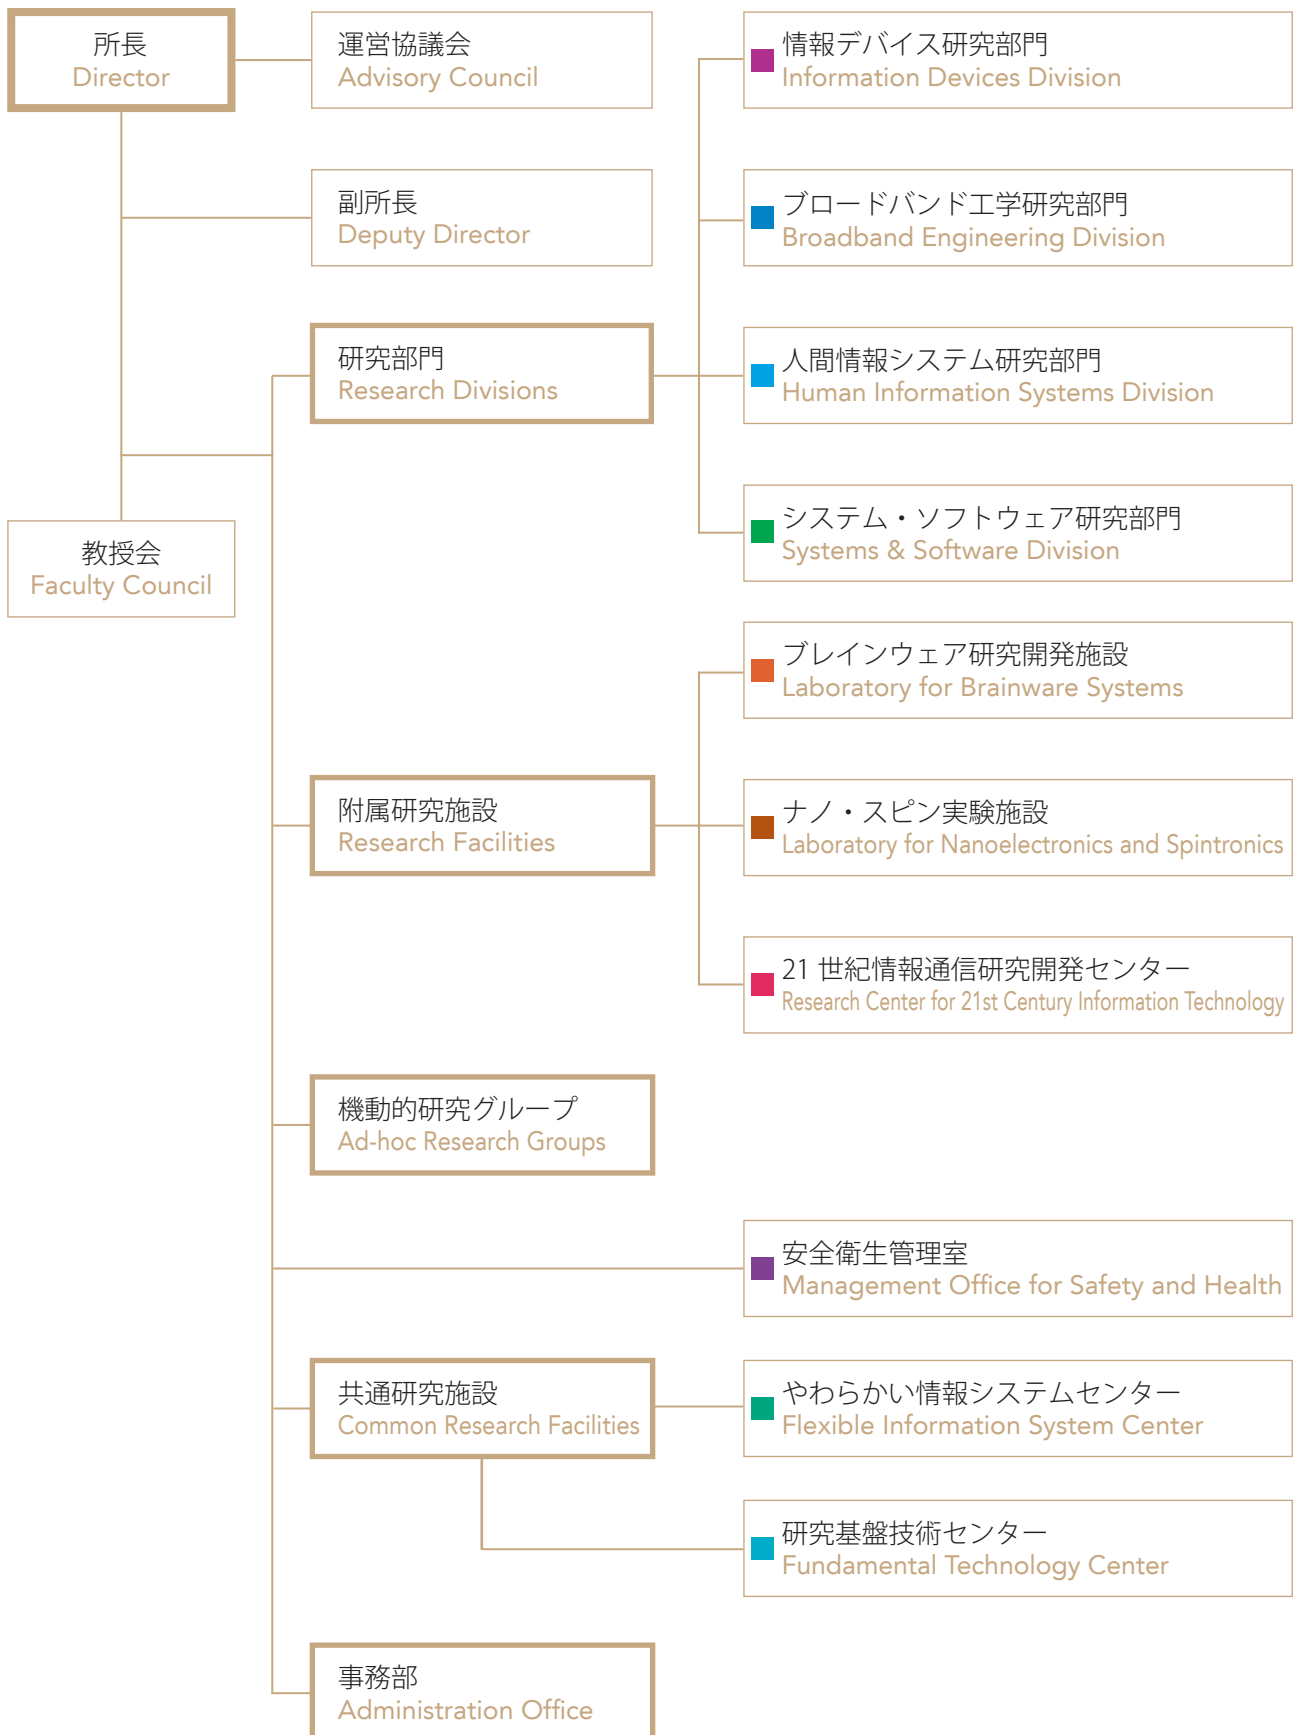 所長
Director
運営協議会
Advisory Council
副所長
Deputy Director
研究部門
Research Divisions
情報デバイス研究部門
Information Devices Division
ブロードバンド工学研究部門
Broadband Engineering Division
人間情報システム研究部門
Human Information Systems Division
システム・ソフトウェア研究部門
Systems & Software Division
教授会
Faculty Council
附属研究施設
Research Facilities
ブレインウェア研究開発施設
Laboratory for Brainware Systems
ナノ・スピン実験施設
Laboratory for Nanoelectronics and Spintronics
21 世紀情報通信研究開発センター
Research Center for 21st Century Information Technology
機動的研究グループ
Ad-hoc Research Groups
安全衛生管理室
Management Office for Safety and Health
共通研究施設
Common Research Facilities
やわらかい情報システムセンター
Flexible Information System Center
研究基盤技術センター
Fundamental Technology Center
事務部
Administration Office